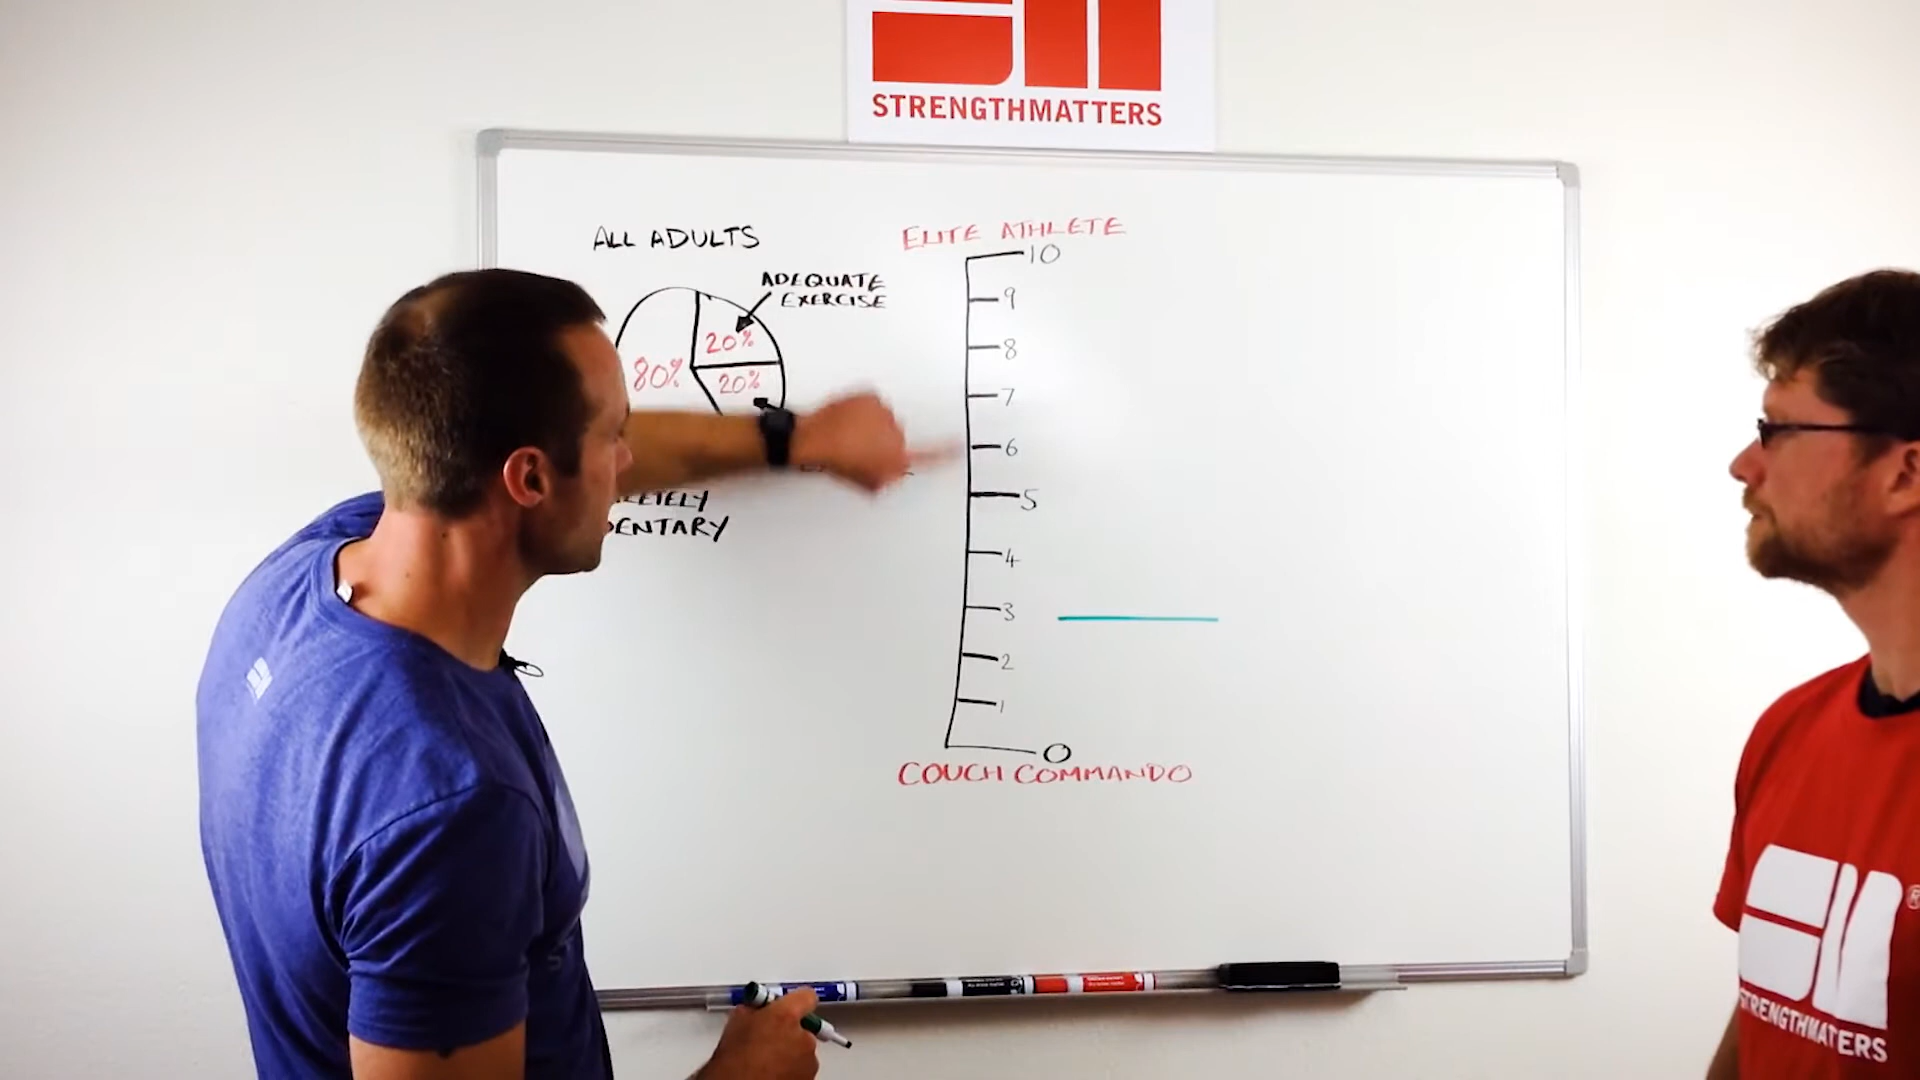 STRENGTHMATTERS
ALL ADULTS
ADEQUATE
EXERCISE
20%
80%
20%
DENTARY
ELITE ATHLETE
10
9
8
7
6
5
4
3
2
1
0
COUCH COMMANDO
STRENGTHMATTERS